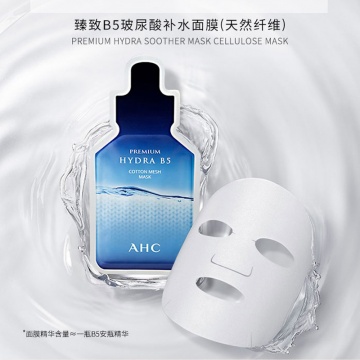 臻致B5玻尿酸补水面膜(天然纤维)
PREMIUM HYDRA SOOTHER MASK CELLULOSE MASK
PREMIUM
HYDRA B5
COTTON MESH
MASK
AHC
*面膜精华含量≈一瓶B5安瓶精华